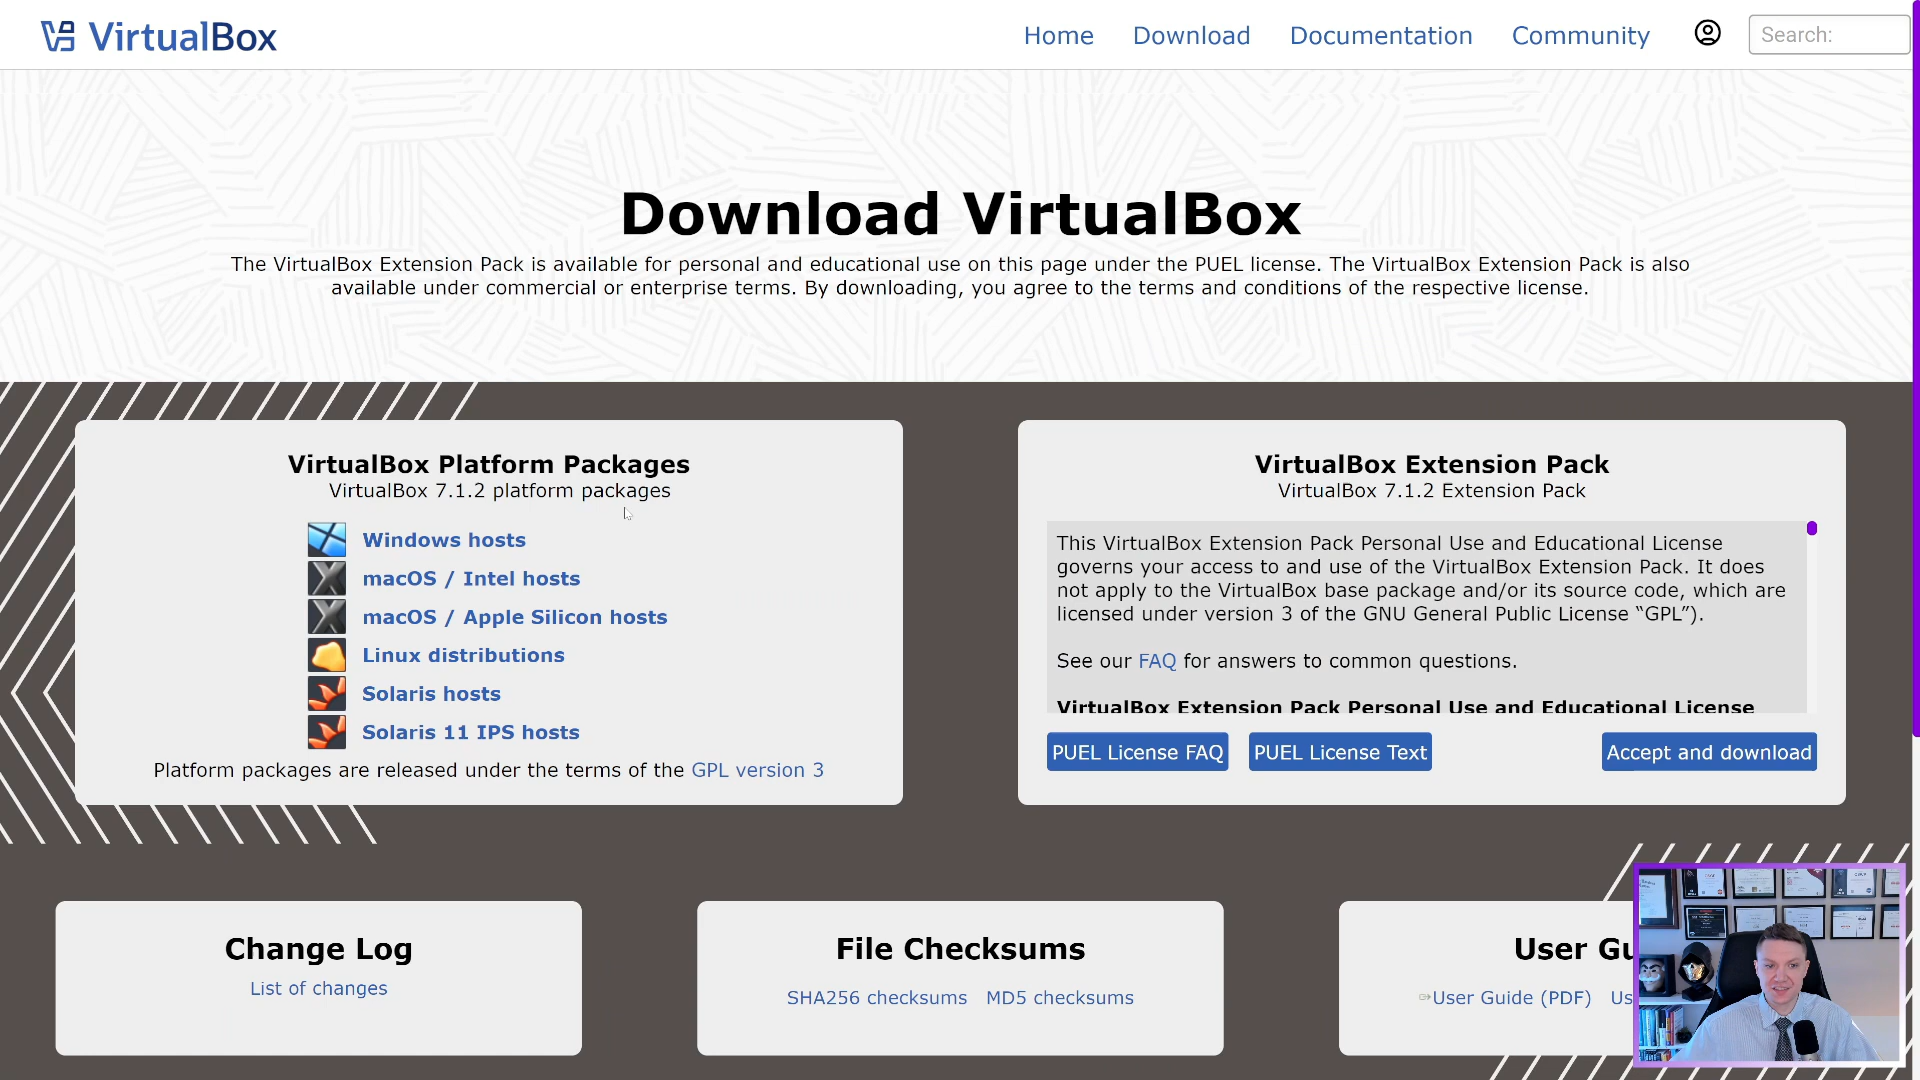 VirtualBox
Home
Download
Documentation
Community
Search:
Download VirtualBox
The VirtualBox Extension Pack is available for personal and educational use on this page under the PUEL license. The VirtualBox Extension Pack is also
available under commercial or enterprise terms. By downloading, you agree to the terms and conditions of the respective license.
VirtualBox Platform Packages
VirtualBox 7.1.2 platform packages
Windows hosts
macOS / Intel hosts
macOS / Apple Silicon hosts
Linux distributions
Solaris hosts
Solaris 11 IPS hosts
Platform packages are released under the terms of the GPL version 3
VirtualBox Extension Pack
VirtualBox 7.1.2 Extension Pack
This VirtualBox Extension Pack Personal Use and Educational License
governs your access to and use of the VirtualBox Extension Pack. It does
not apply to the VirtualBox base package and/or its source code, which are
licensed under version 3 of the GNU General Public License “GPL”).
See our FAQ for answers to common questions.
VirtualBox Extension Pack Personal Use and Educational License
PUEL License FAQ
PUEL License Text
Accept and download
Change Log
List of changes
File Checksums
SHA256 checksums
MD5 checksums
User Gu
User Guide (PDF)
Us